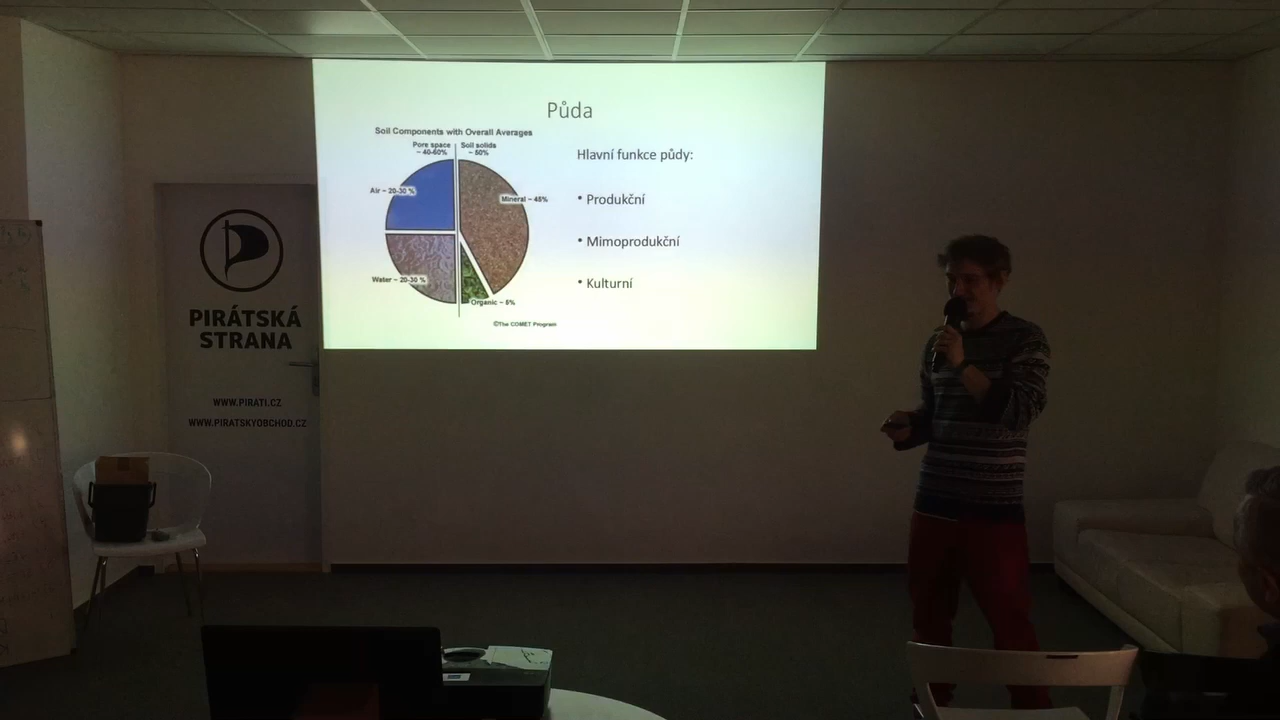 Půda
Soil Components with Overall Averages
Pore space
~ 40-60%
Soil solids
~ 50%
Air ~ 20-30 %
Mineral ~ 45%
Water ~ 20-30 %
Organic ~ 5%
©The COMET Program
Hlavní funkce půdy:
• Produkční
• Mimoprodukční
• Kulturní
PIRÁTSKÁ
STRANA
WWW.PIRATI.CZ
WWW.PIRATSKYOBCHOD.CZ